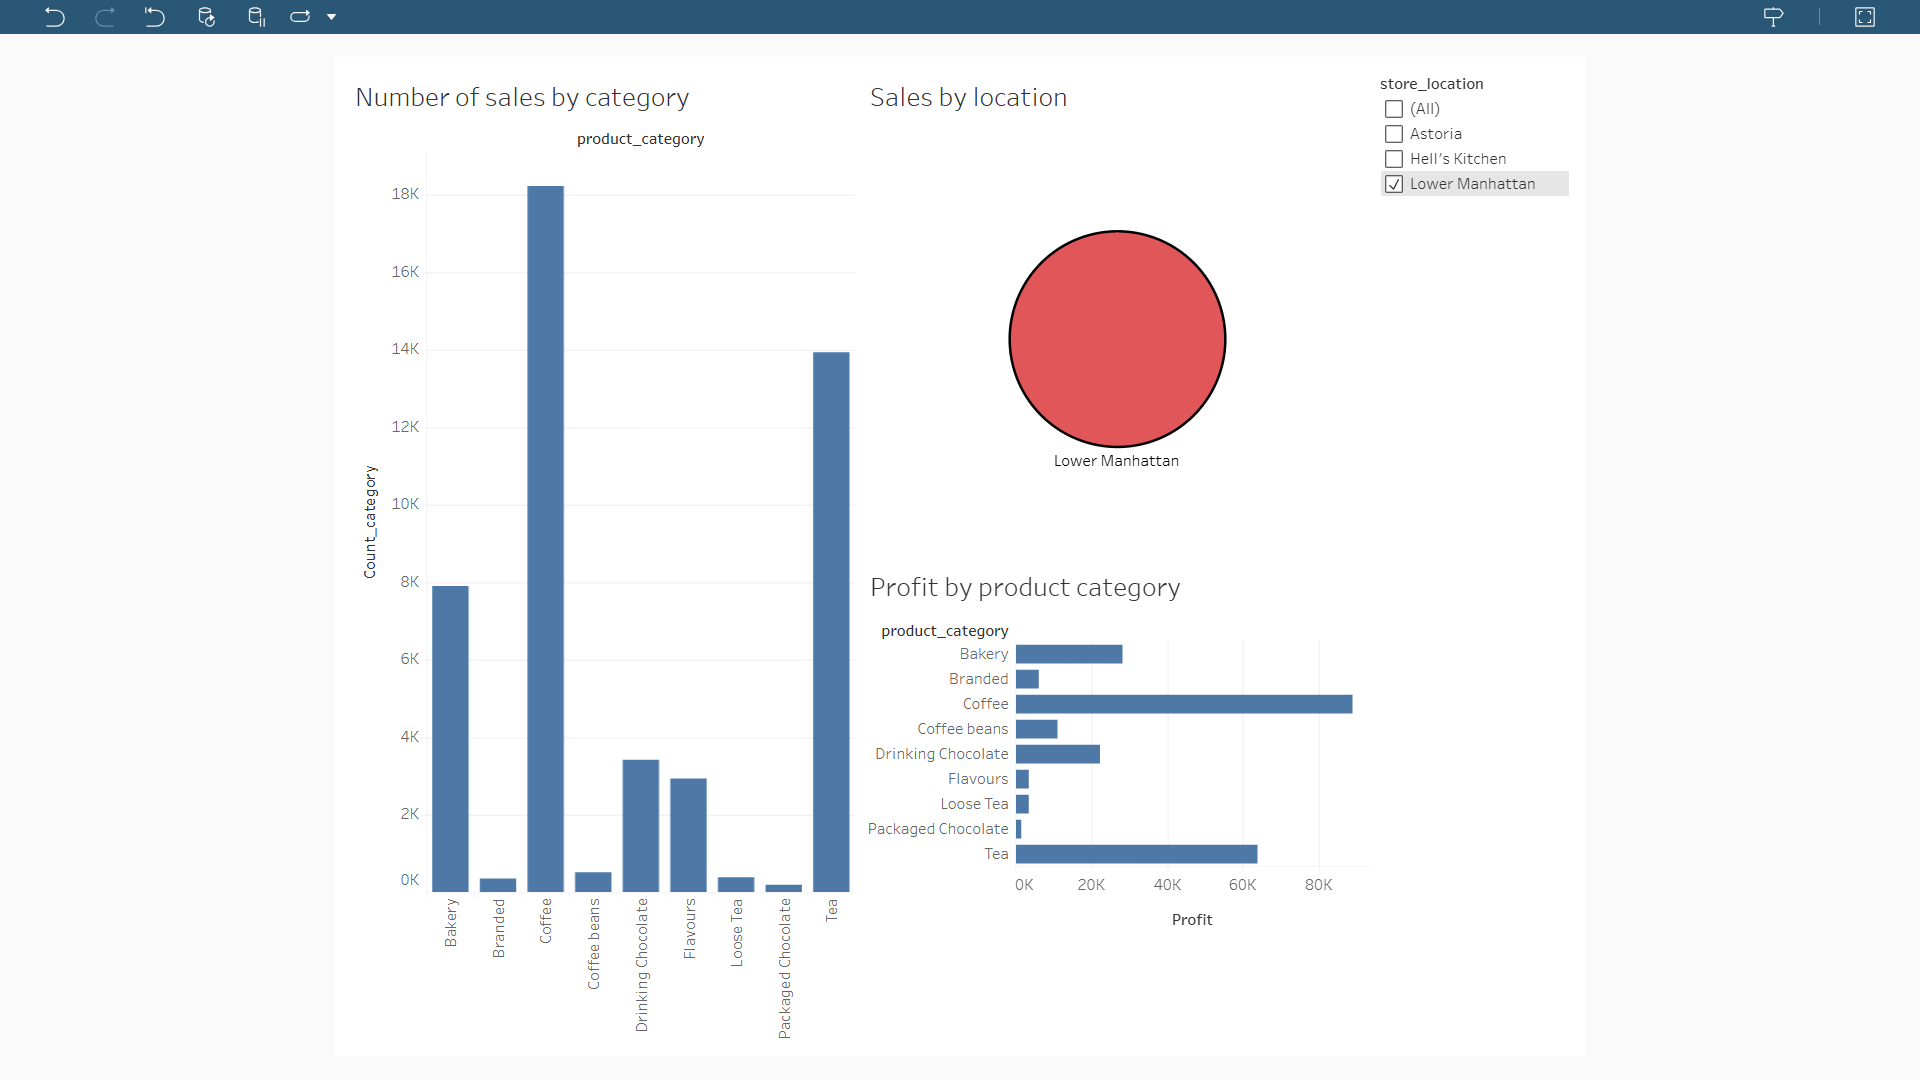 Number of sales by category
product_category
Count_category
18K
16K
14K
12K
10K
8K
6K
4K
2K
0K
Bakery
Branded
Coffee
Coffee beans
Drinking Chocolate
Flavours
Loose Tea
Packaged Chocolate
Tea
Sales by location
Lower Manhattan
Profit by product category
product_category
Bakery
Branded
Coffee
Coffee beans
Drinking Chocolate
Flavours
Loose Tea
Packaged Chocolate
Tea
0K 20K 40K 60K 80K
Profit
store_location
(All)
Astoria
Hell's Kitchen
Lower Manhattan